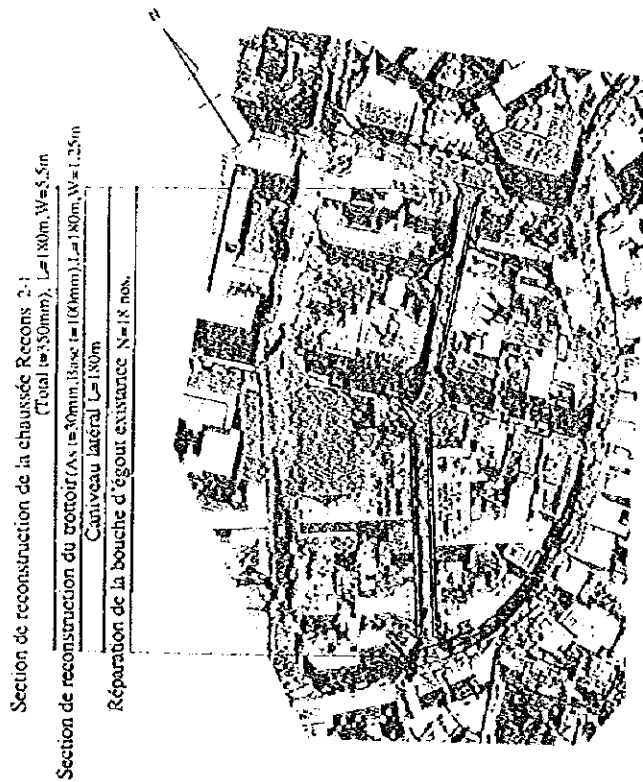 Section de reconstruction de la chaussée Recons 2-1
(Total t=350mm), L=180m, W=5.5m
Section de reconstruction du trottoir (As t=30mm, Base t=100mm), L=180m, W=1.25m
Caniveau latéral L=180m
Réparation de la bouche d'égout existance N=18 nos.
N